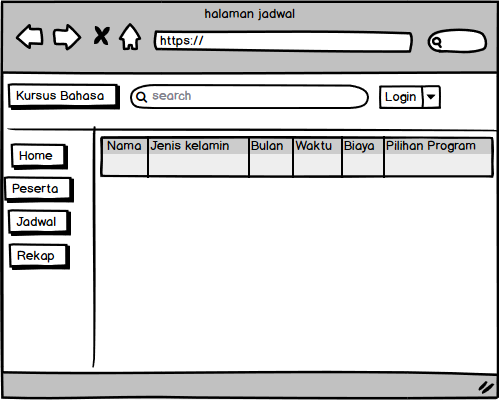 halaman jadwal
https://
Kursus Bahasa
search
Login
Home
Peserta
Jadwal
Rekap
Nama Jenis kelamin Bulan Waktu Biaya Pilihan Program